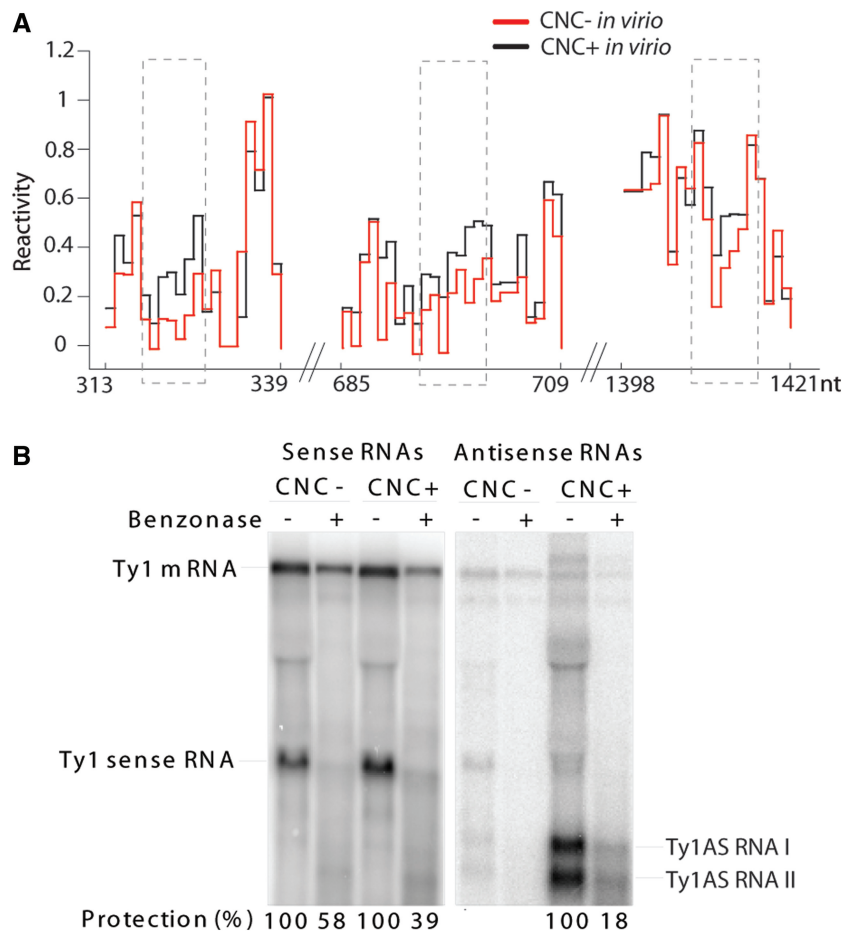 A
CNC- in virio
CNC+ in virio
Reactivity
1.2
1
0.8
0.6
0.4
0.2
0
313
339
685
709
1398
1421nt
B
Sense RNAs
Antisense RNAs
CNC- CNC+ CNC- CNC+
Benzonase - + - + - + - +
Ty1 mRNA
Ty1 sense RNA
Ty1AS RNA I
Ty1AS RNA II
Protection (%) 100 58 100 39 100 18